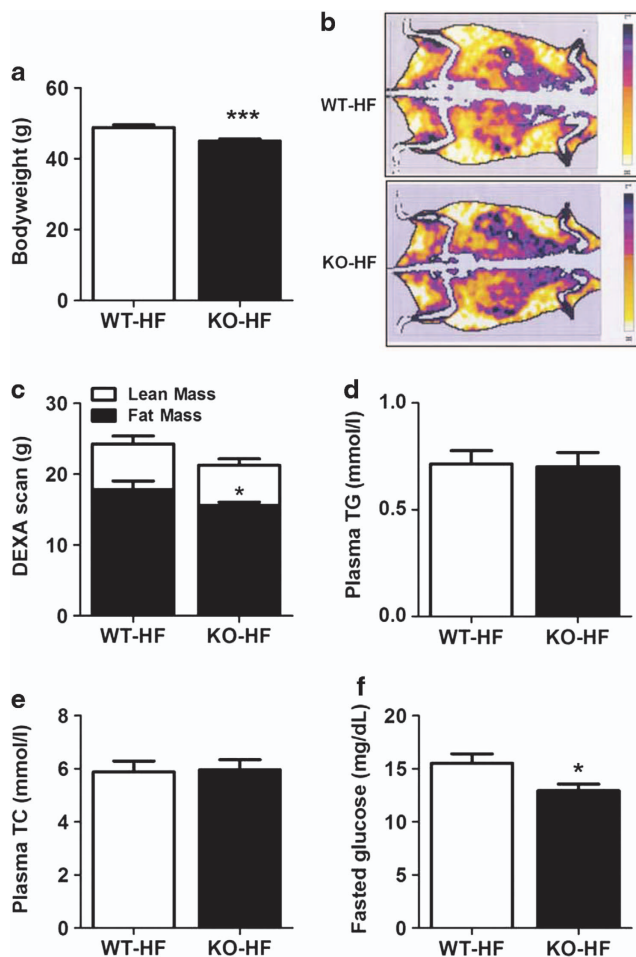 a
Bodyweight (g)
60
40
20
0
***
WT-HF
KO-HF
b
WT-HF
L
H
KO-HF
L
H
c
Lean Mass
Fat Mass
DEXA scan (g)
30
20
10
0
*
WT-HF
KO-HF
d
Plasma TG (mmol/l)
1.0
0.5
0.0
WT-HF
KO-HF
e
Plasma TC (mmol/l)
8
6
4
2
0
WT-HF
KO-HF
f
Fasted glucose (mg/dL)
20
15
10
5
0
*
WT-HF
KO-HF